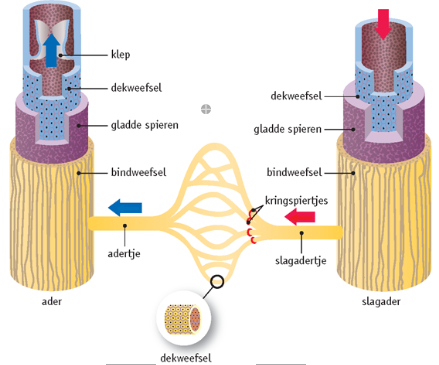 klep
dekweefsel
gladde spieren
bindweefsel
adertje
ader
dekweefsel
gladde spieren
bindweefsel
kringspiertjes
slagadertje
slagader
dekweefsel